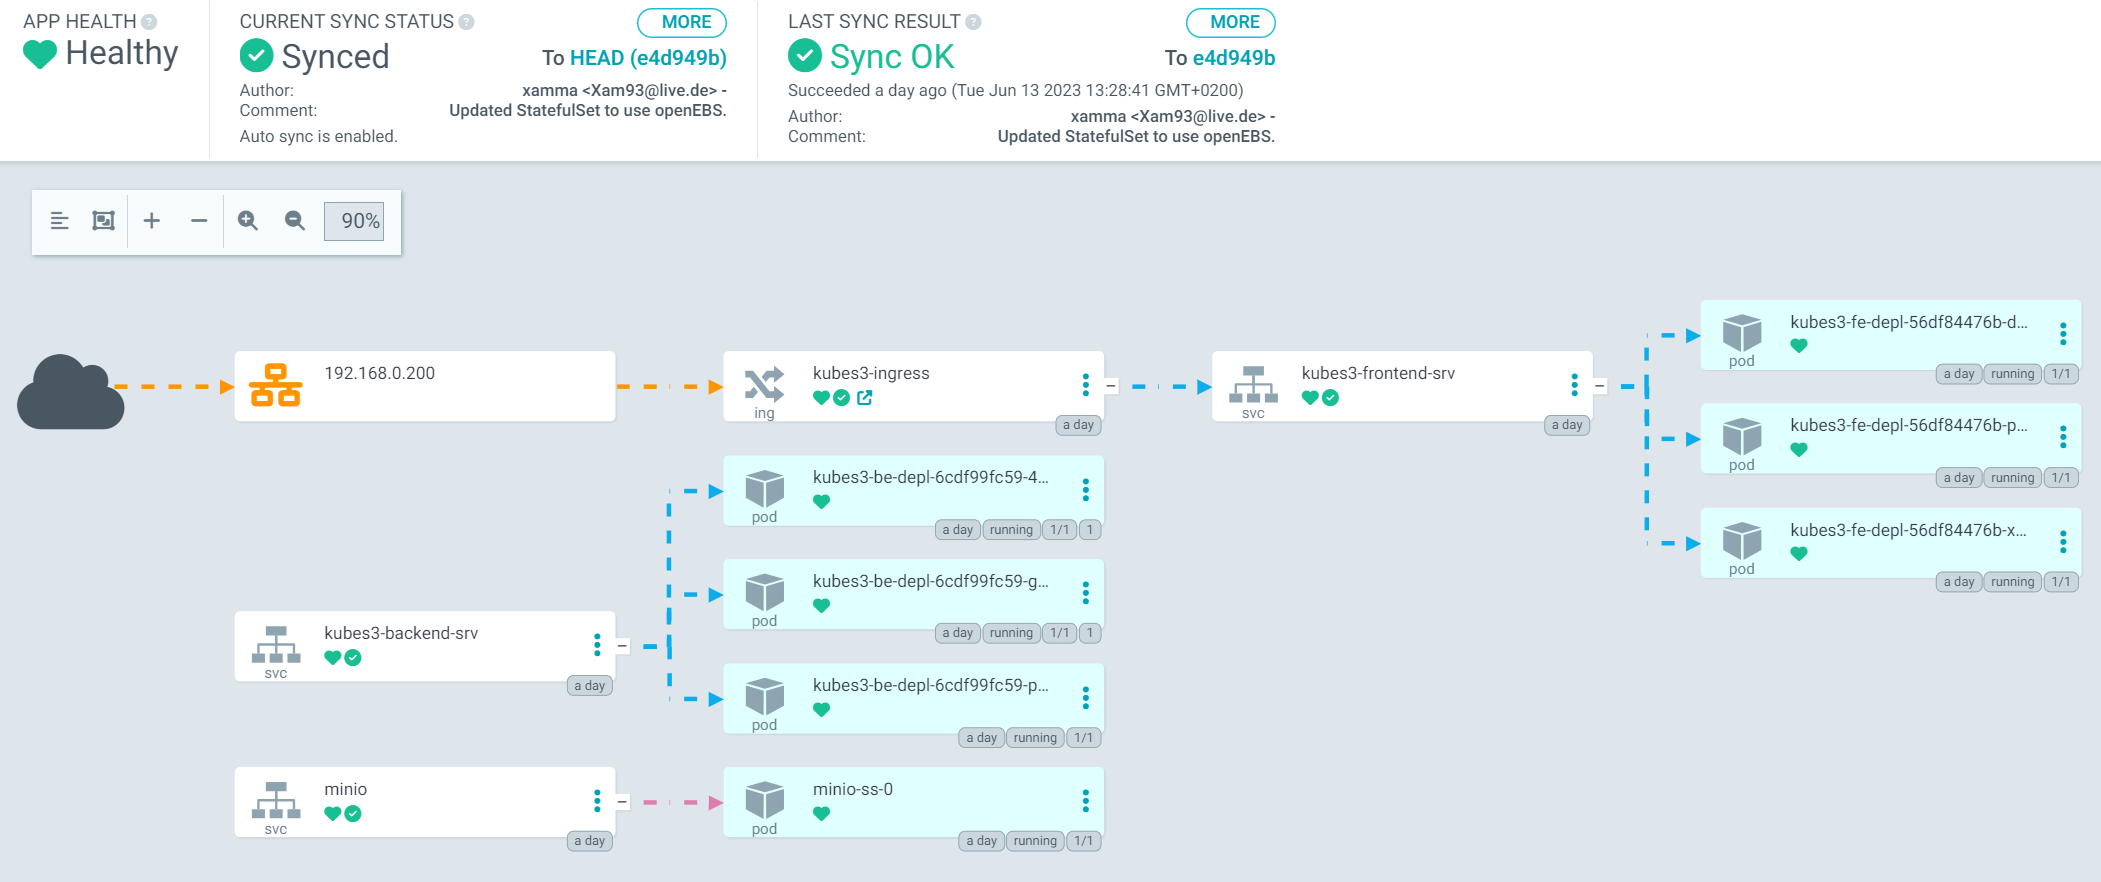 APP HEALTH ?
Healthy
CURRENT SYNC STATUS ?
MORE
Synced
To HEAD (e4d949b)
Author:
xamma <Xam93@live.de> -
Comment:
Updated StatefulSet to use openEBS.
Auto sync is enabled.
LAST SYNC RESULT ?
MORE
Sync OK
To e4d949b
Succeeded a day ago (Tue Jun 13 2023 13:28:41 GMT+0200)
Author:
xamma <Xam93@live.de> -
Comment:
Updated StatefulSet to use openEBS.
90%
192.168.0.200
kubes3-ingress
ing
a day
kubes3-frontend-srv
svc
a day
kubes3-fe-depl-56df84476b-d...
pod
a day running 1/1
kubes3-fe-depl-56df84476b-p...
pod
a day running 1/1
kubes3-fe-depl-56df84476b-x...
pod
a day running 1/1
kubes3-be-depl-6cdf99fc59-4...
pod
a day running 1/1 1
kubes3-be-depl-6cdf99fc59-g...
pod
a day running 1/1 1
kubes3-backend-srv
svc
a day
kubes3-be-depl-6cdf99fc59-p...
pod
a day running 1/1
minio
svc
a day
minio-ss-0
pod
a day running 1/1